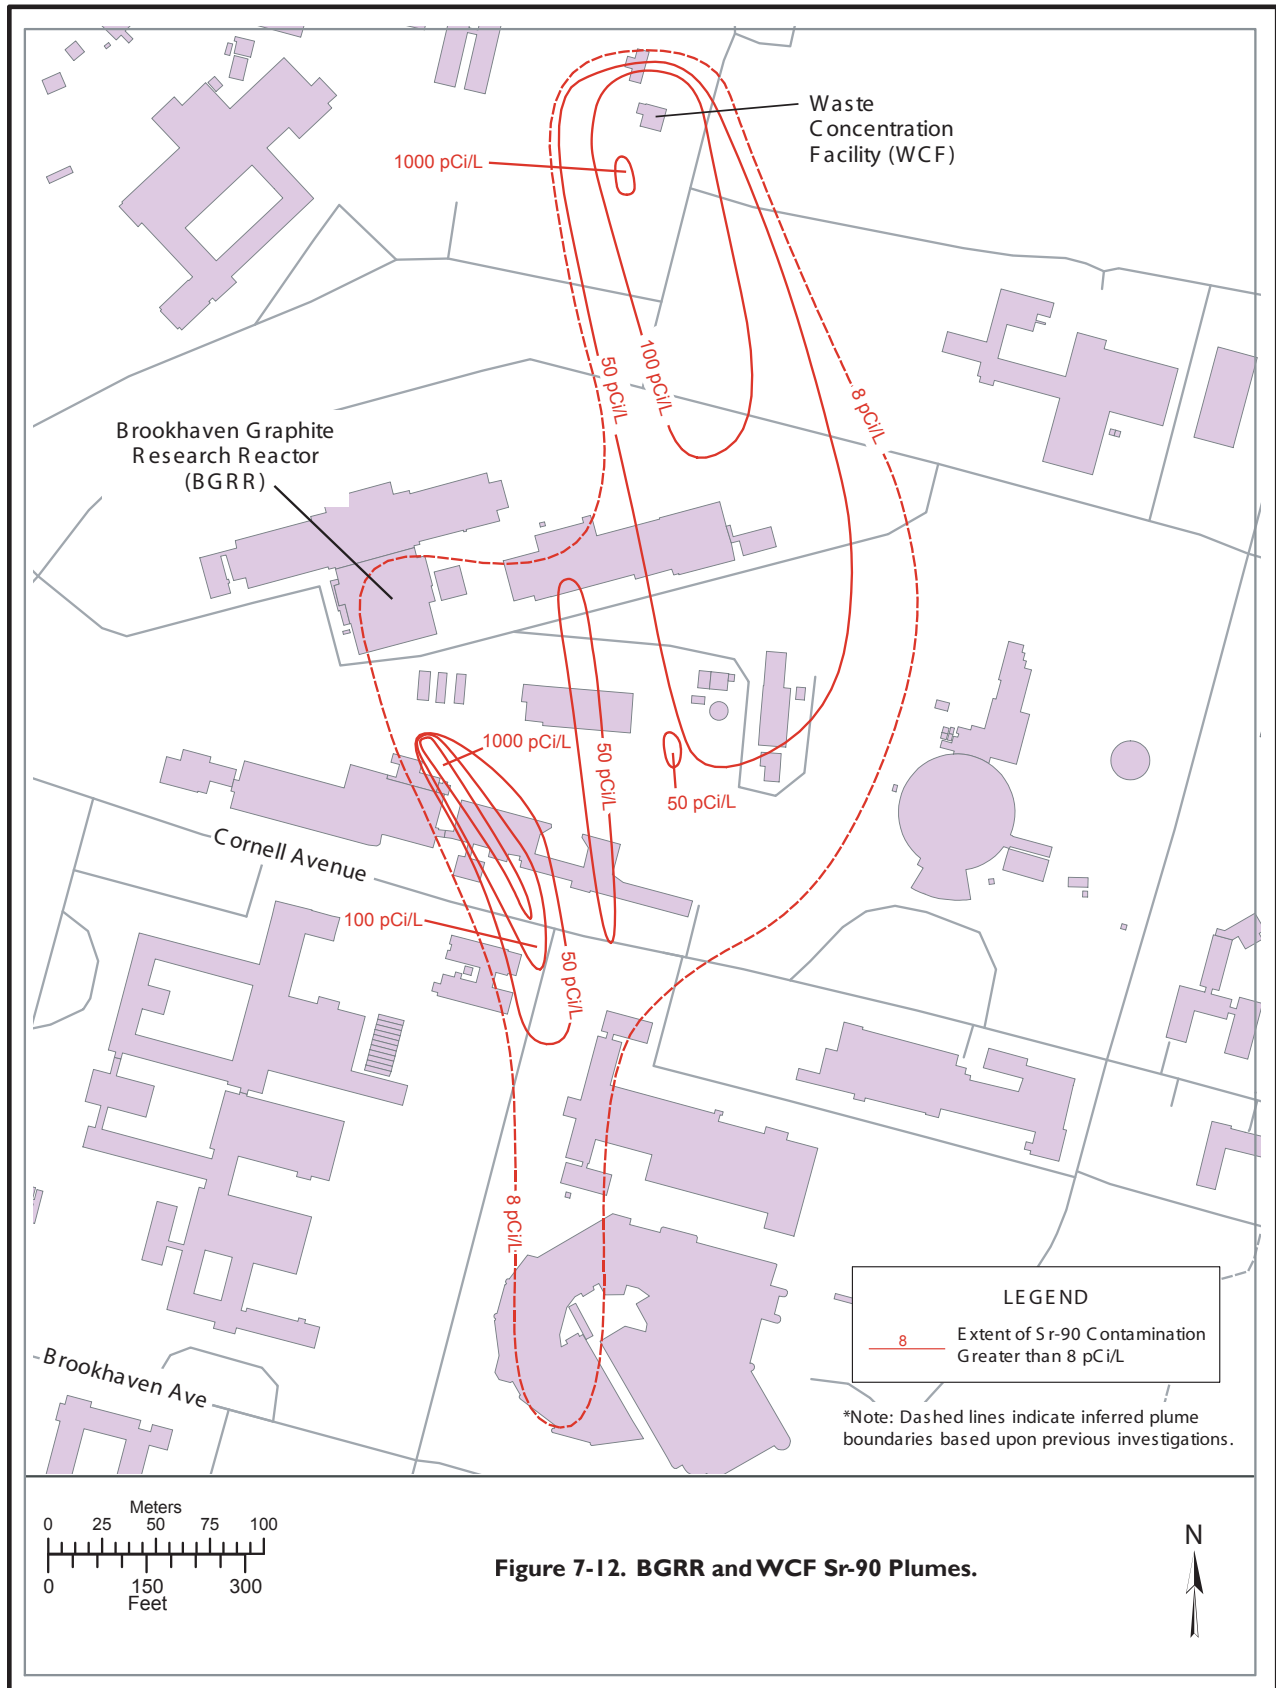 Waste
Concentration
Facility (WCF)
1000 pCi/L
50 pCi/L
100 pCi/L
8 pCi/L
Brookhaven Graphite
Research Reactor
(BGRR)
1000 pCi/L
50 pCi/L
50 pCi/L
Cornell Avenue
100 pCi/L
50 pCi/L
8 pCi/L
LEGEND
8
Extent of Sr-90 Contamination
Greater than 8 pCi/L
Brookhaven Ave
*Note: Dashed lines indicate inferred plume
boundaries based upon previous investigations.
Meters
0 25 50 75 100
0 150 300
Feet
Figure 7-12. BGRR and WCF Sr-90 Plumes.
N